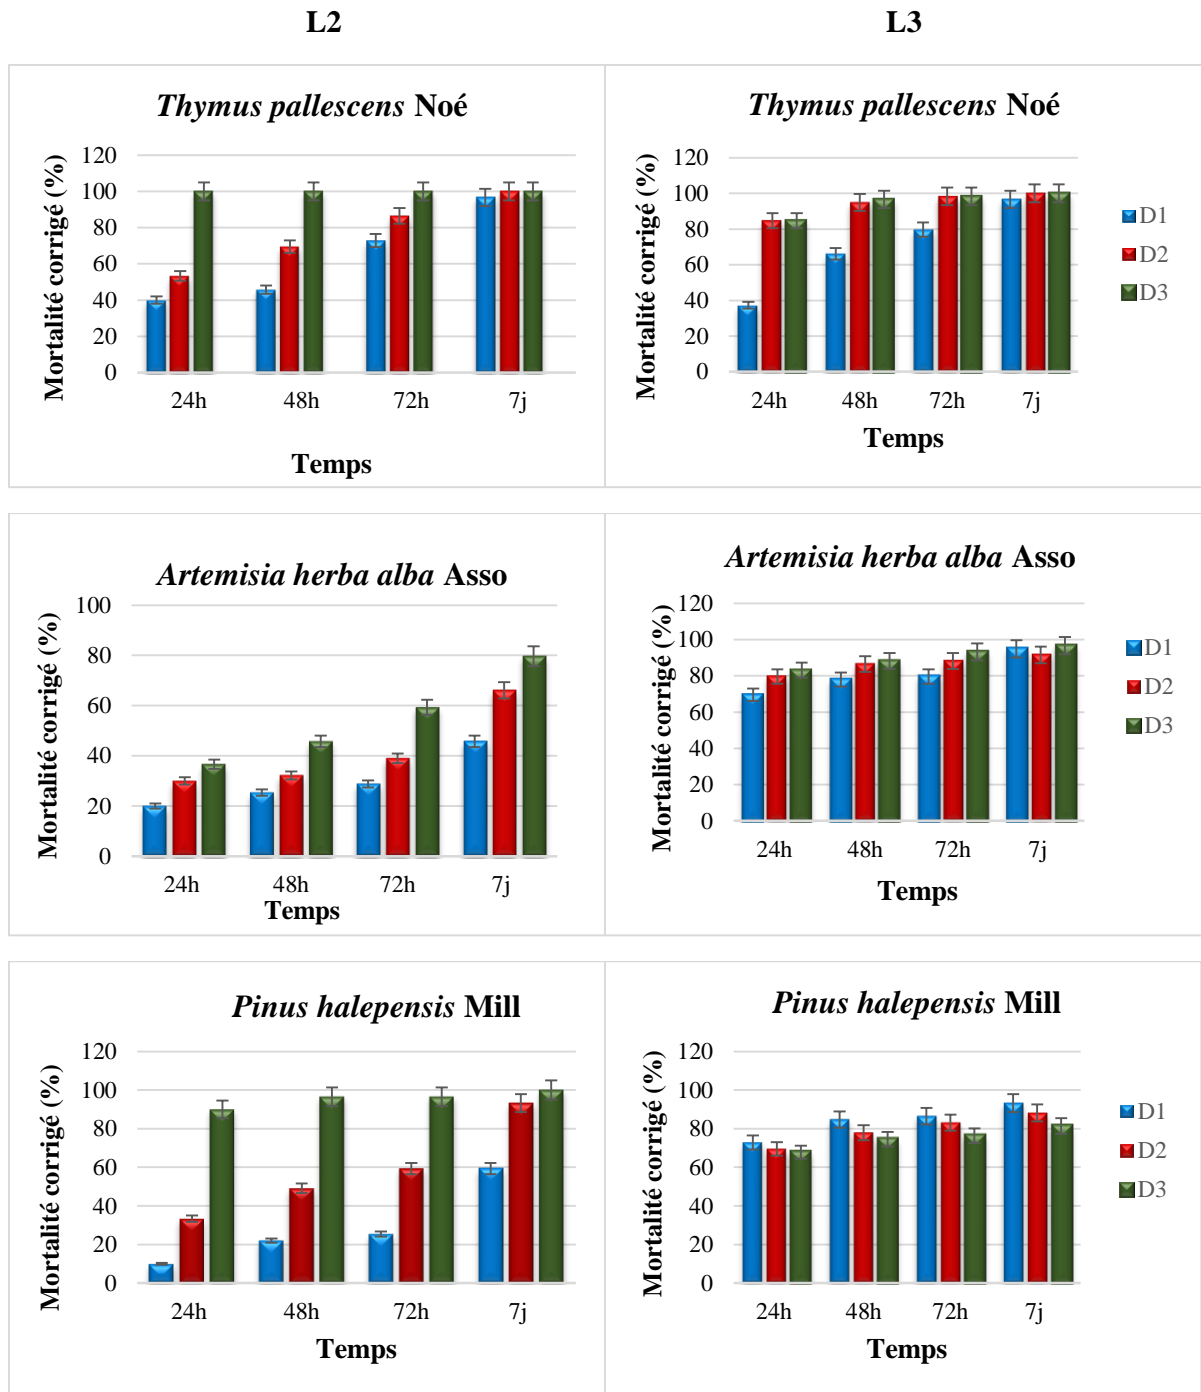 L2
L3
Thymus pallescens Noé
Mortalité corrigé (%)
120
100
80
60
40
20
0
24h 48h 72h 7j
Temps
Thymus pallescens Noé
Mortalité corrigé (%)
120
100
80
60
40
20
0
24h 48h 72h 7j
Temps
D1
D2
D3
Artemisia herba alba Asso
Mortalité corrigé (%)
100
80
60
40
20
0
24h 48h 72h 7j
Temps
Artemisia herba alba Asso
Mortalité corrigé (%)
120
100
80
60
40
20
0
24h 48h 72h 7j
Temps
D1
D2
D3
Pinus halepensis Mill
Mortalité corrigé (%)
120
100
80
60
40
20
0
24h 48h 72h 7j
Temps
Pinus halepensis Mill
Mortalité corrigé (%)
120
100
80
60
40
20
0
24h 48h 72h 7j
Temps
D1
D2
D3